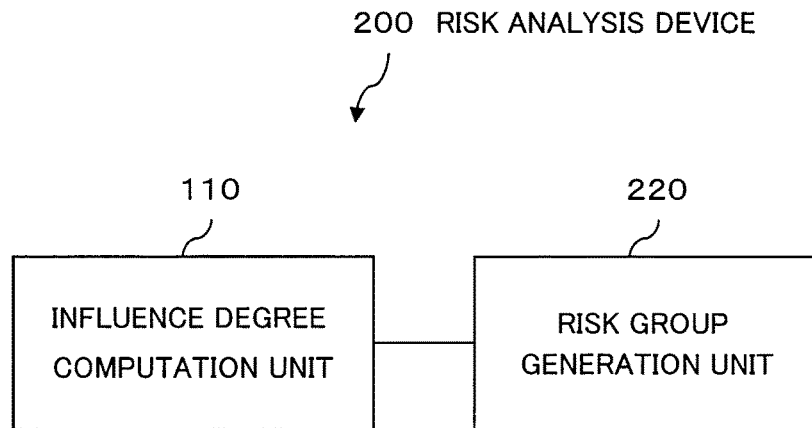 200 RISK ANALYSIS DEVICE
110
220
INFLUENCE DEGREE
COMPUTATION UNIT
RISK GROUP
GENERATION UNIT